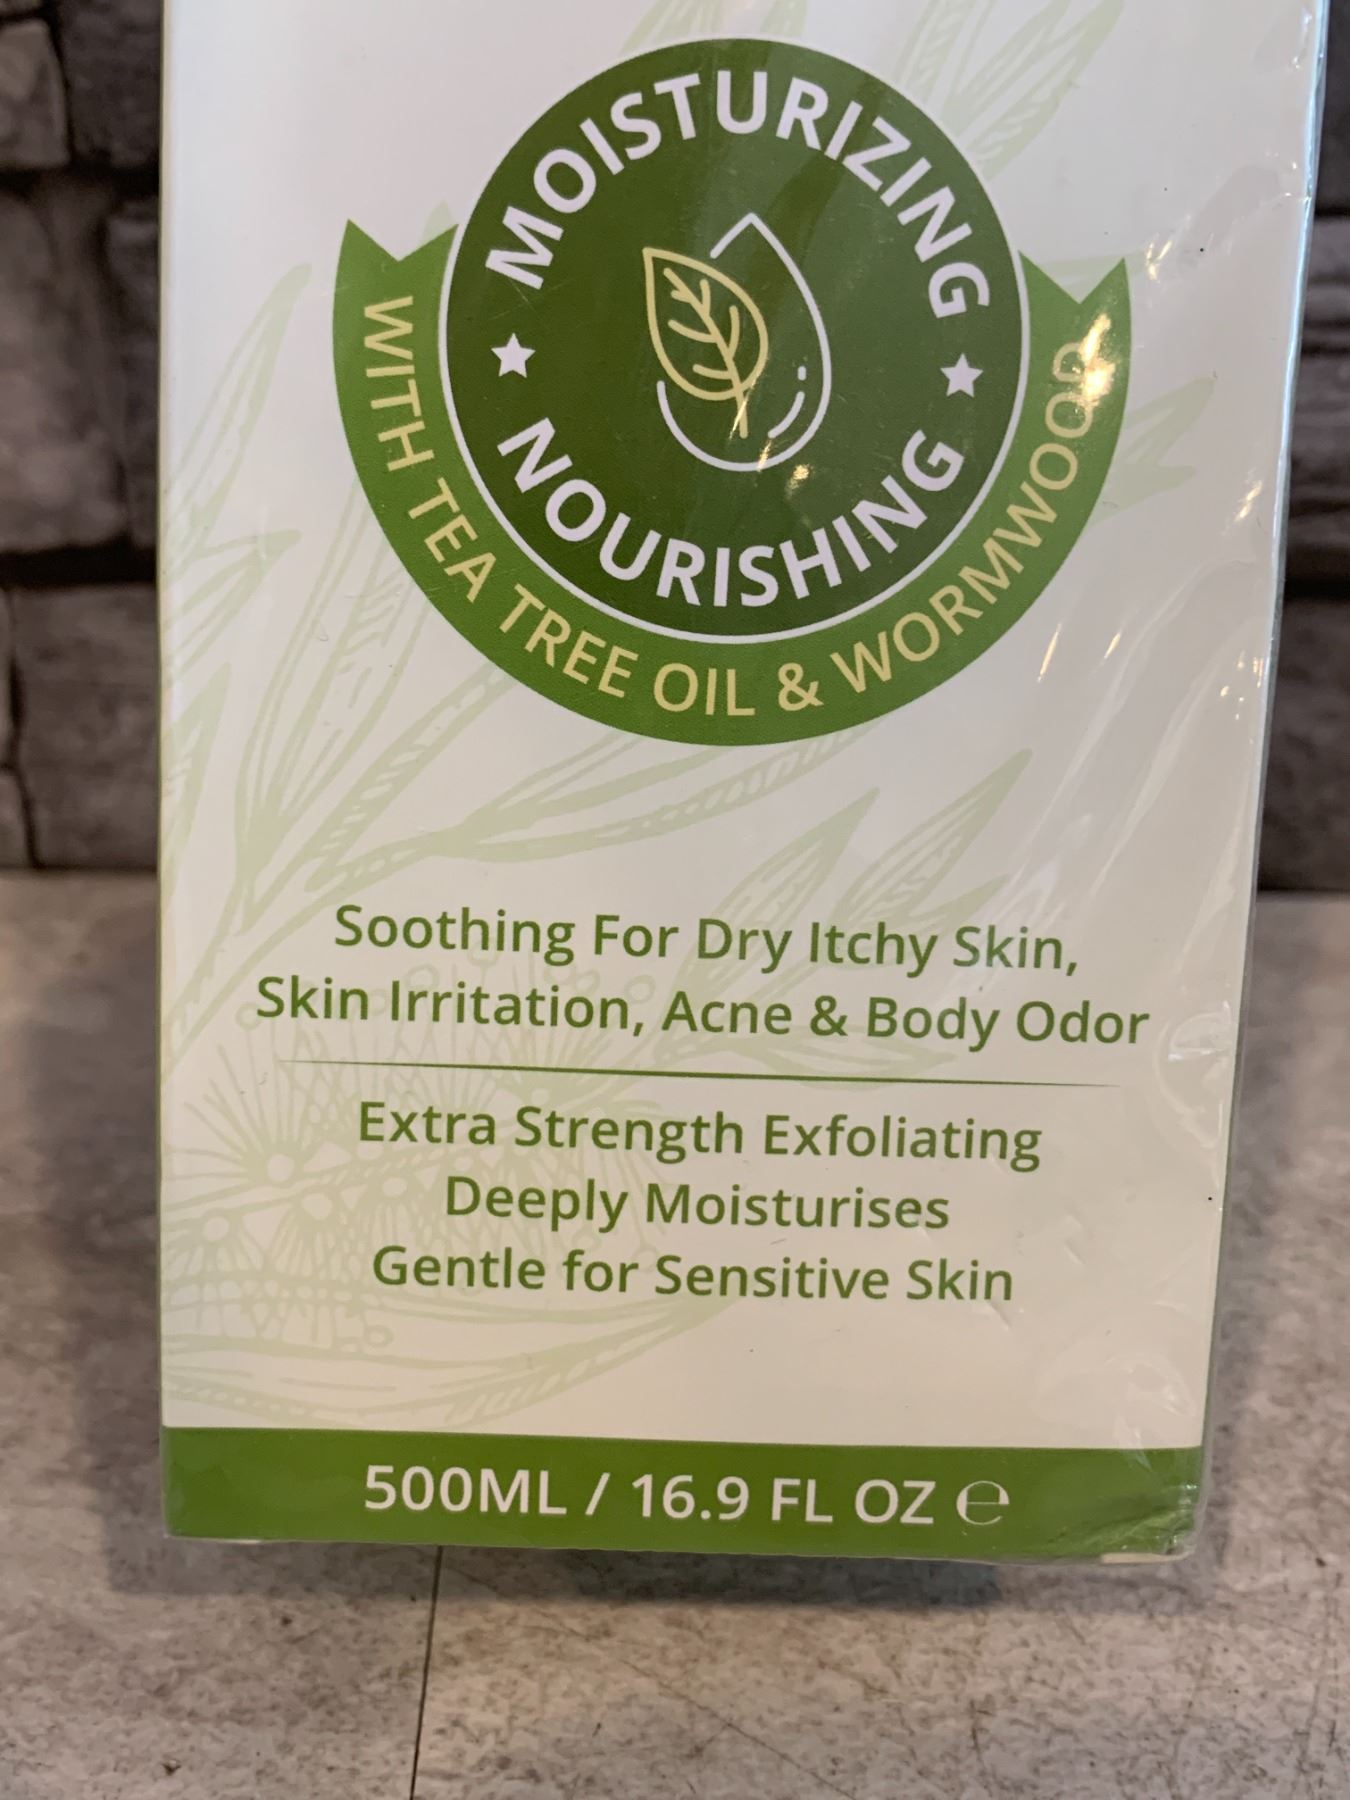 MOISTURIZING
NOURISHING
WITH TEA TREE OIL & WORMWOOD
Soothing For Dry Itchy Skin,
Skin Irritation, Acne & Body Odor
Extra Strength Exfoliating
Deeply Moisturises
Gentle for Sensitive Skin
500ML / 16.9 FL OZ ℮